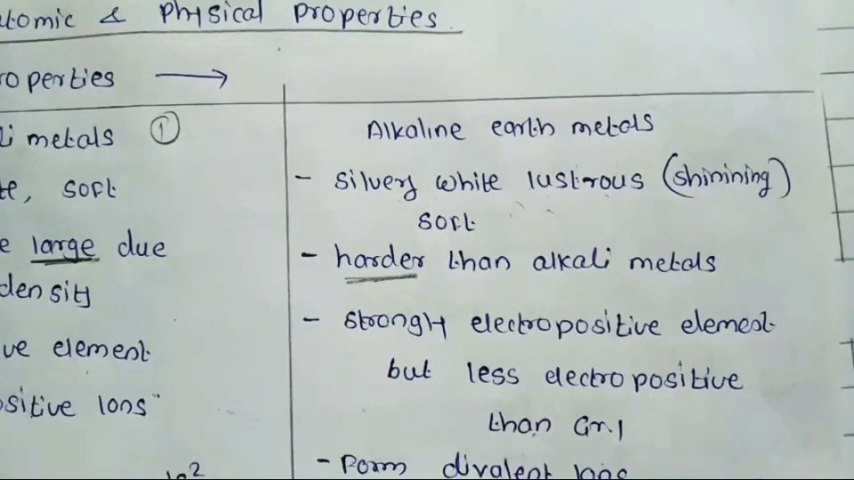 tomic & Physical properties
roperties →
li metals ①
te, soft
e large due
density
ve element
sitive Ions"
Alkaline earth metals
- silvery white lustrous (shinining)
soft
- harder than alkali metals
- strongly electropositive element
but less electropositive
than Gr.1
- Form divalent ions